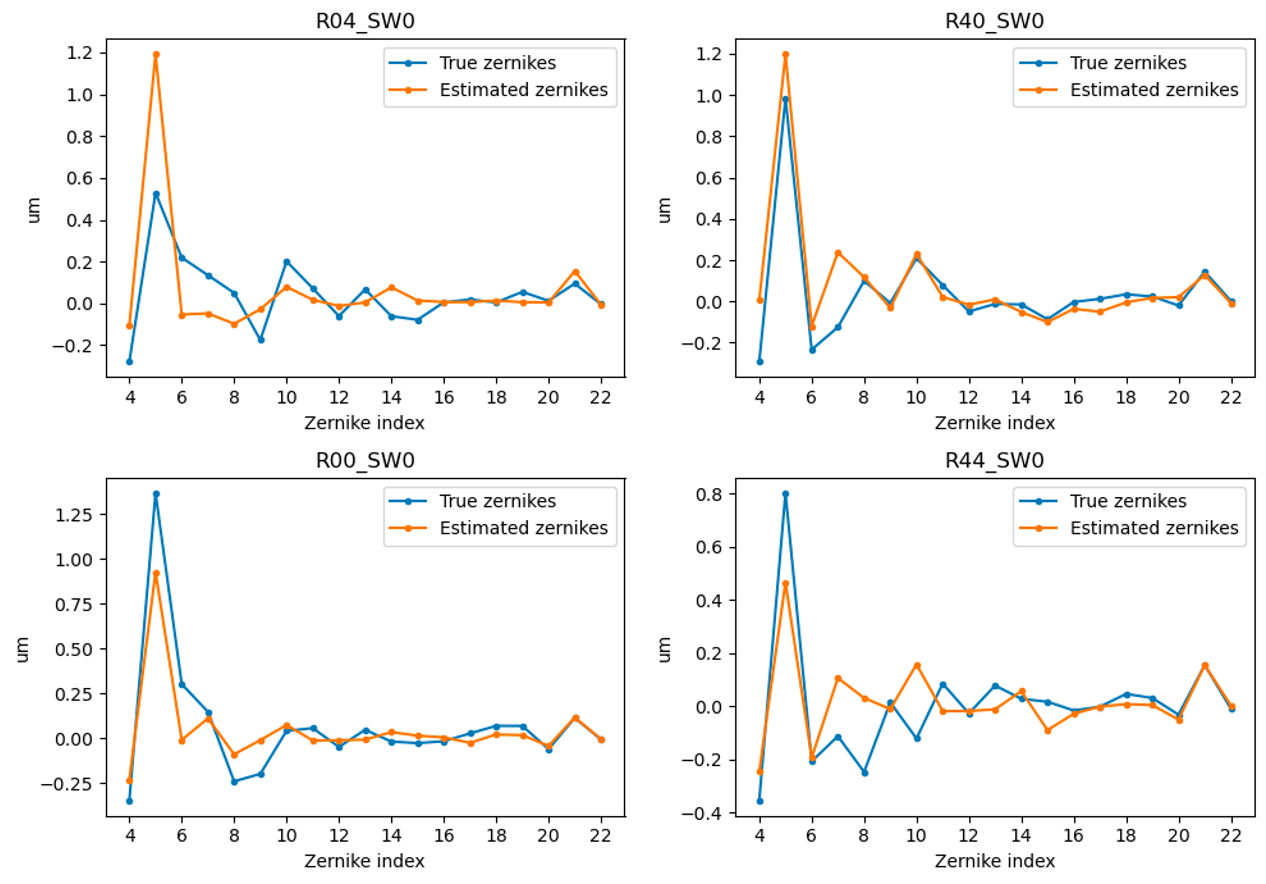 R04_SW0
1.2
1.0
0.8
0.6
0.4
0.2
0.0
−0.2
um
True zernikes
Estimated zernikes
4 6 8 10 12 14 16 18 20 22
Zernike index
R40_SW0
1.2
1.0
0.8
0.6
0.4
0.2
0.0
−0.2
um
True zernikes
Estimated zernikes
4 6 8 10 12 14 16 18 20 22
Zernike index
R00_SW0
1.25
1.00
0.75
0.50
0.25
0.00
−0.25
um
True zernikes
Estimated zernikes
4 6 8 10 12 14 16 18 20 22
Zernike index
R44_SW0
0.8
0.6
0.4
0.2
0.0
−0.2
−0.4
um
True zernikes
Estimated zernikes
4 6 8 10 12 14 16 18 20 22
Zernike index